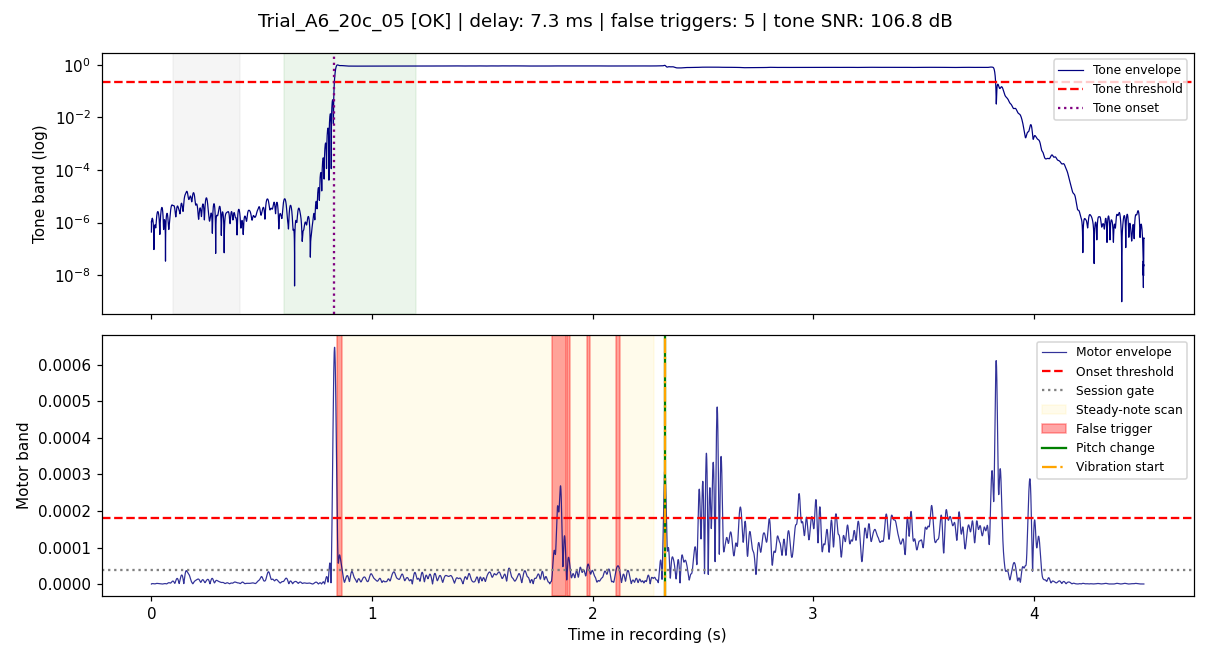 Trial_A6_20c_05 [OK] | delay: 7.3 ms | false triggers: 5 | tone SNR: 106.8 dB
Tone band (log)
10⁰
10⁻²
10⁻⁴
10⁻⁶
10⁻⁸
Tone envelope
Tone threshold
Tone onset
Motor band
0.0006
0.0005
0.0004
0.0003
0.0002
0.0001
0.0000
Motor envelope
Onset threshold
Session gate
Steady-note scan
False trigger
Pitch change
Vibration start
0 1 2 3 4
Time in recording (s)